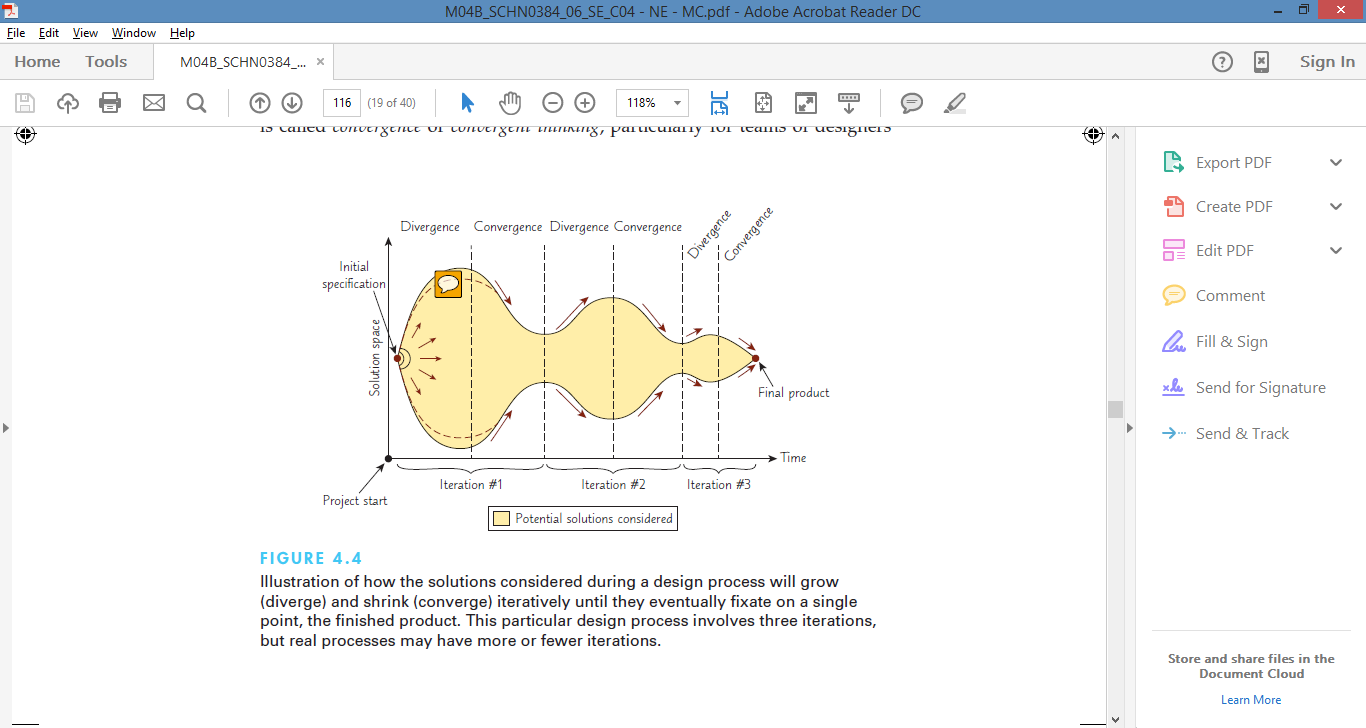 M04B_SCHN0384_06_SE_C04 - NE - MC.pdf - Adobe Acrobat Reader DC
File Edit View Window Help
Home Tools M04B_SCHN0384_... × ? Sign In
116 (19 of 40) 118%
is called convergence or convergent thinking, particularly for teams of designers
Divergence Convergence Divergence Convergence Divergence Convergence
Initial
specification
Solution space
Final product
Time
Iteration #1 Iteration #2 Iteration #3
Project start
Potential solutions considered
FIGURE 4.4
Illustration of how the solutions considered during a design process will grow
(diverge) and shrink (converge) iteratively until they eventually fixate on a single
point, the finished product. This particular design process involves three iterations,
but real processes may have more or fewer iterations.
Export PDF
Create PDF
Edit PDF
Comment
Fill & Sign
Send for Signature
Send & Track
Store and share files in the
Document Cloud
Learn More